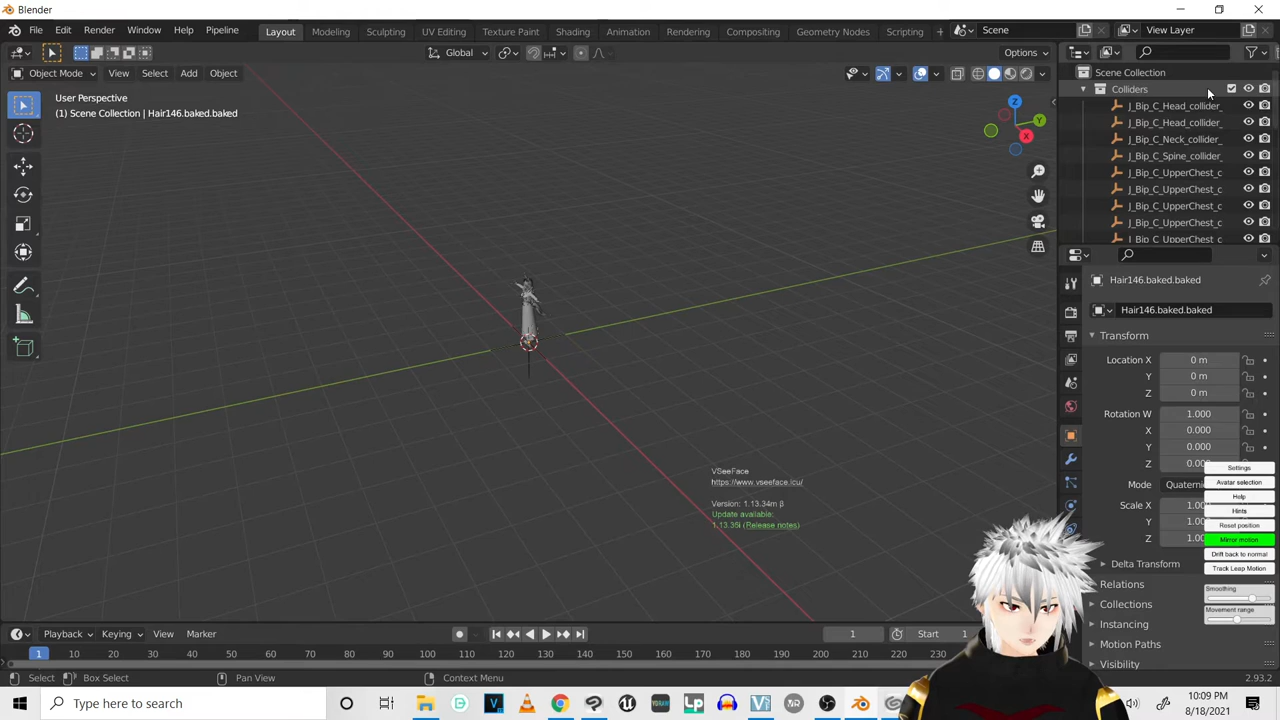 Blender
File Edit Render Window Help Pipeline Layout Modeling Sculpting UV Editing Texture Paint Shading Animation Rendering Compositing Geometry Nodes Scripting + Scene View Layer
Global Options
Object Mode View Select Add Object
User Perspective
(1) Scene Collection | Hair146.baked.baked
Z
Y
X
Scene Collection
Colliders
J_Bip_C_Head_collider_
J_Bip_C_Head_collider_
J_Bip_C_Neck_collider_
J_Bip_C_Spine_collider_
J_Bip_C_UpperChest_c
J_Bip_C_UpperChest_c
J_Bip_C_UpperChest_c
J_Bip_C_UpperChest_c
J_Bip_C_UpperChest_c
Hair146.baked.baked
Hair146.baked.baked
Transform
Location X 0 m
Y 0 m
Z 0 m
Rotation W 1.000
X 0.000
Y 0.000
Z 0.000
Mode Quaterni
Scale X 1.00
Y 1.00
Z 1.00
Delta Transform
Relations
Collections
Instancing
Motion Paths
Visibility
Settings
Avatar selection
Help
Hints
Reset position
Mirror motion
Drift back to normal
Track Leap Motion
Smoothing
Movement range
VSeeFace
https://www.vseeface.icu/
Version: 1.13.34m β
Update available:
1.13.35i (Release notes)
Playback Keying View Marker 1 Start 1
1 10 20 30 40 50 60 70 80 90 100 110 120 130 140 150 160 170 180 190 200 210 220 230
Select Box Select Pan View Context Menu 2.93.2
Type here to search
10:09 PM
8/18/2021